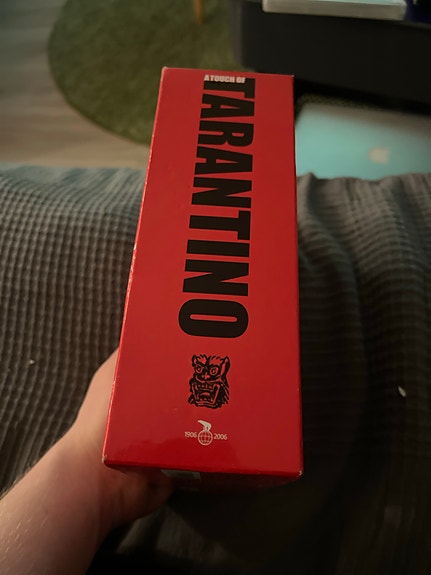 A TOUCH OF
TARANTINO
1906 2006